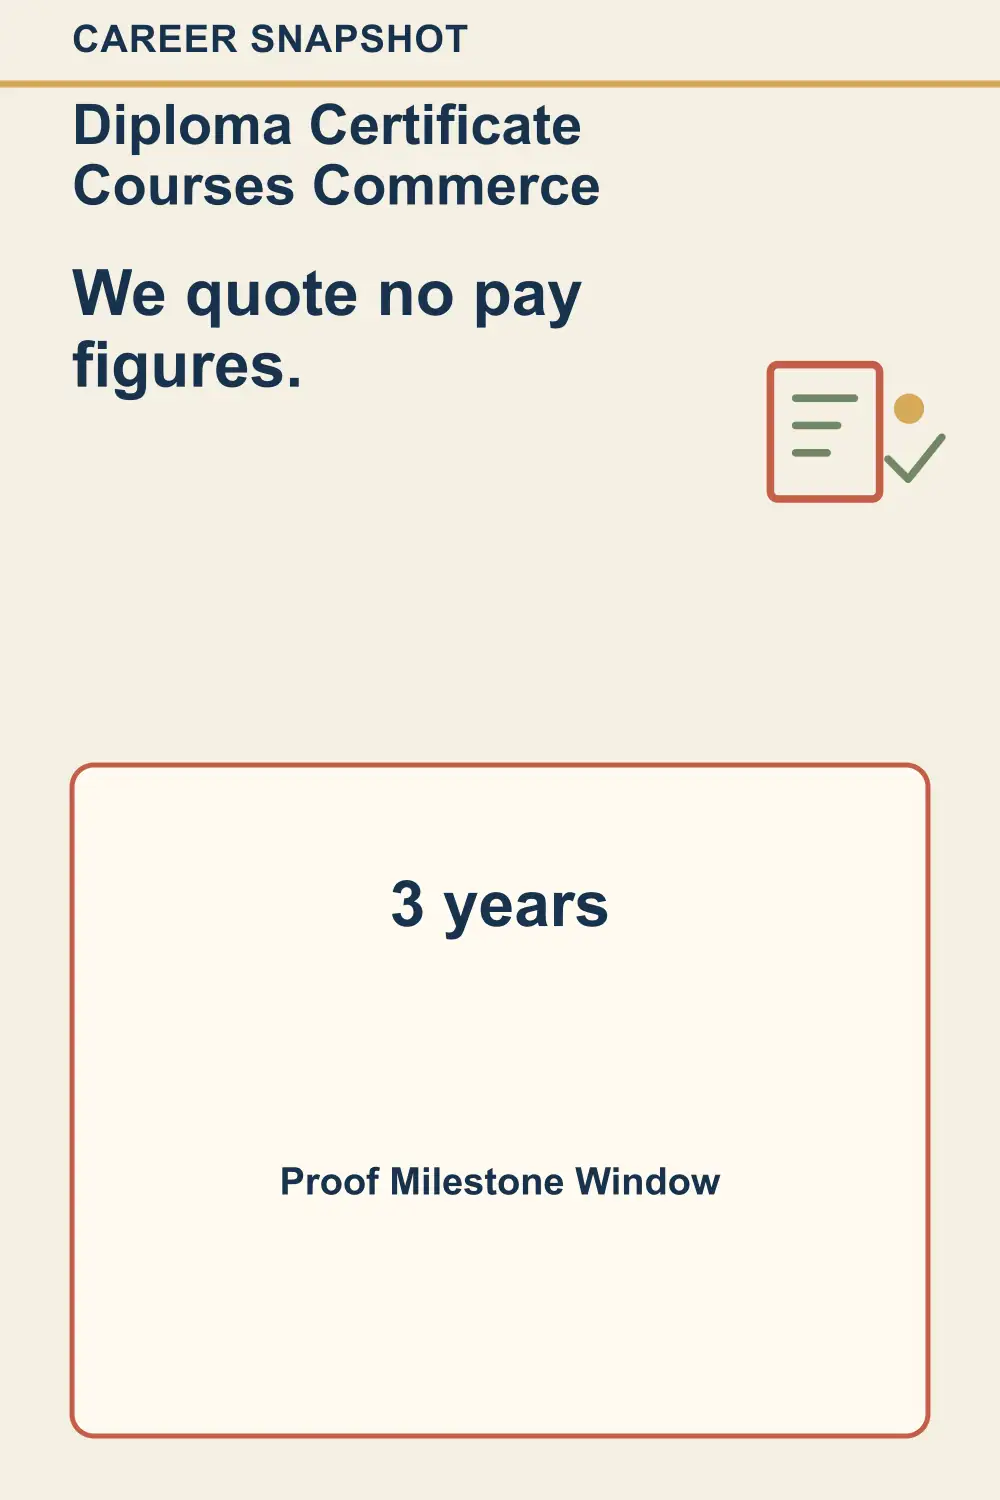 CAREER SNAPSHOT
Diploma Certificate
Courses Commerce
We quote no pay
figures.
3 years
Proof Milestone Window